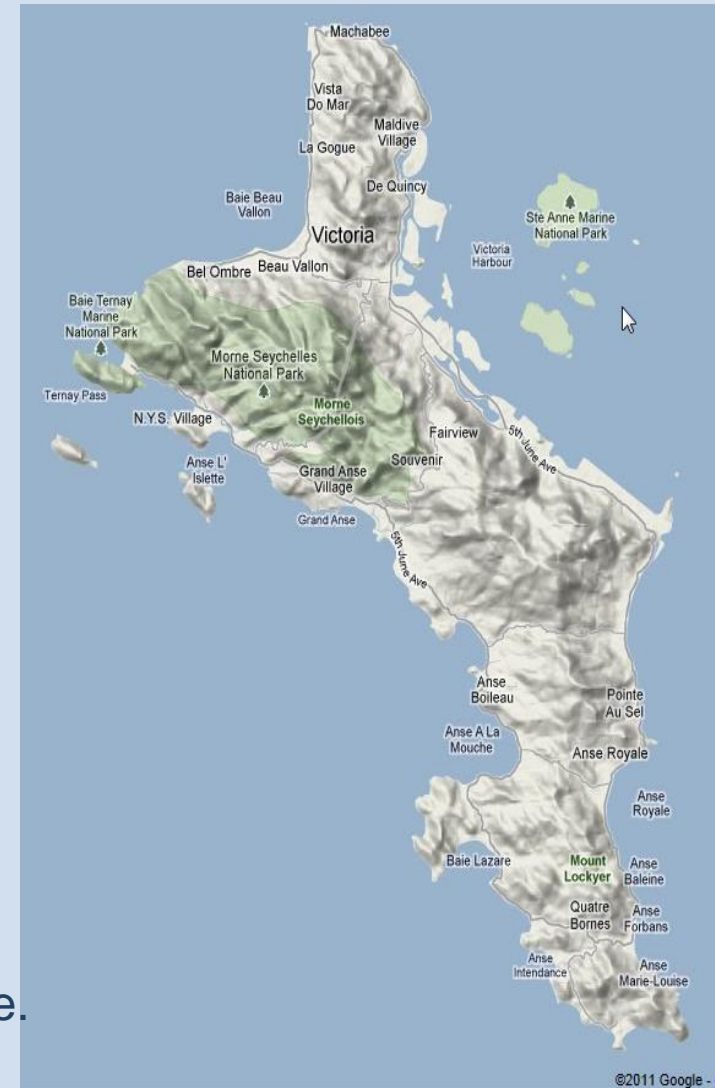 Machabee
Vista
Do Mar
Maldive
Village
La Gogue
De Quincy
Baie Beau
Vallon
Ste Anne Marine
National Park
Victoria
Victoria
Harbour
Bel Ombre
Beau Vallon
Baie Ternay
Marine
National Park
Morne Seychelles
National Park
Ternay Pass
Morne
Seychellois
N.Y.S. Village
Fairview
5th June Ave
Anse L'
Islette
Souvenir
Grand Anse
Village
Grand Anse
5th June Ave
Anse
Boileau
Pointe
Au Sel
Anse A La
Mouche
Anse Royale
Anse
Royale
Baie Lazare
Mount
Lockyer
Anse
Baleine
Quatre
Bornes
Anse
Forbans
Anse
Intendance
Anse
Marie-Louise
e.
©2011 Google -